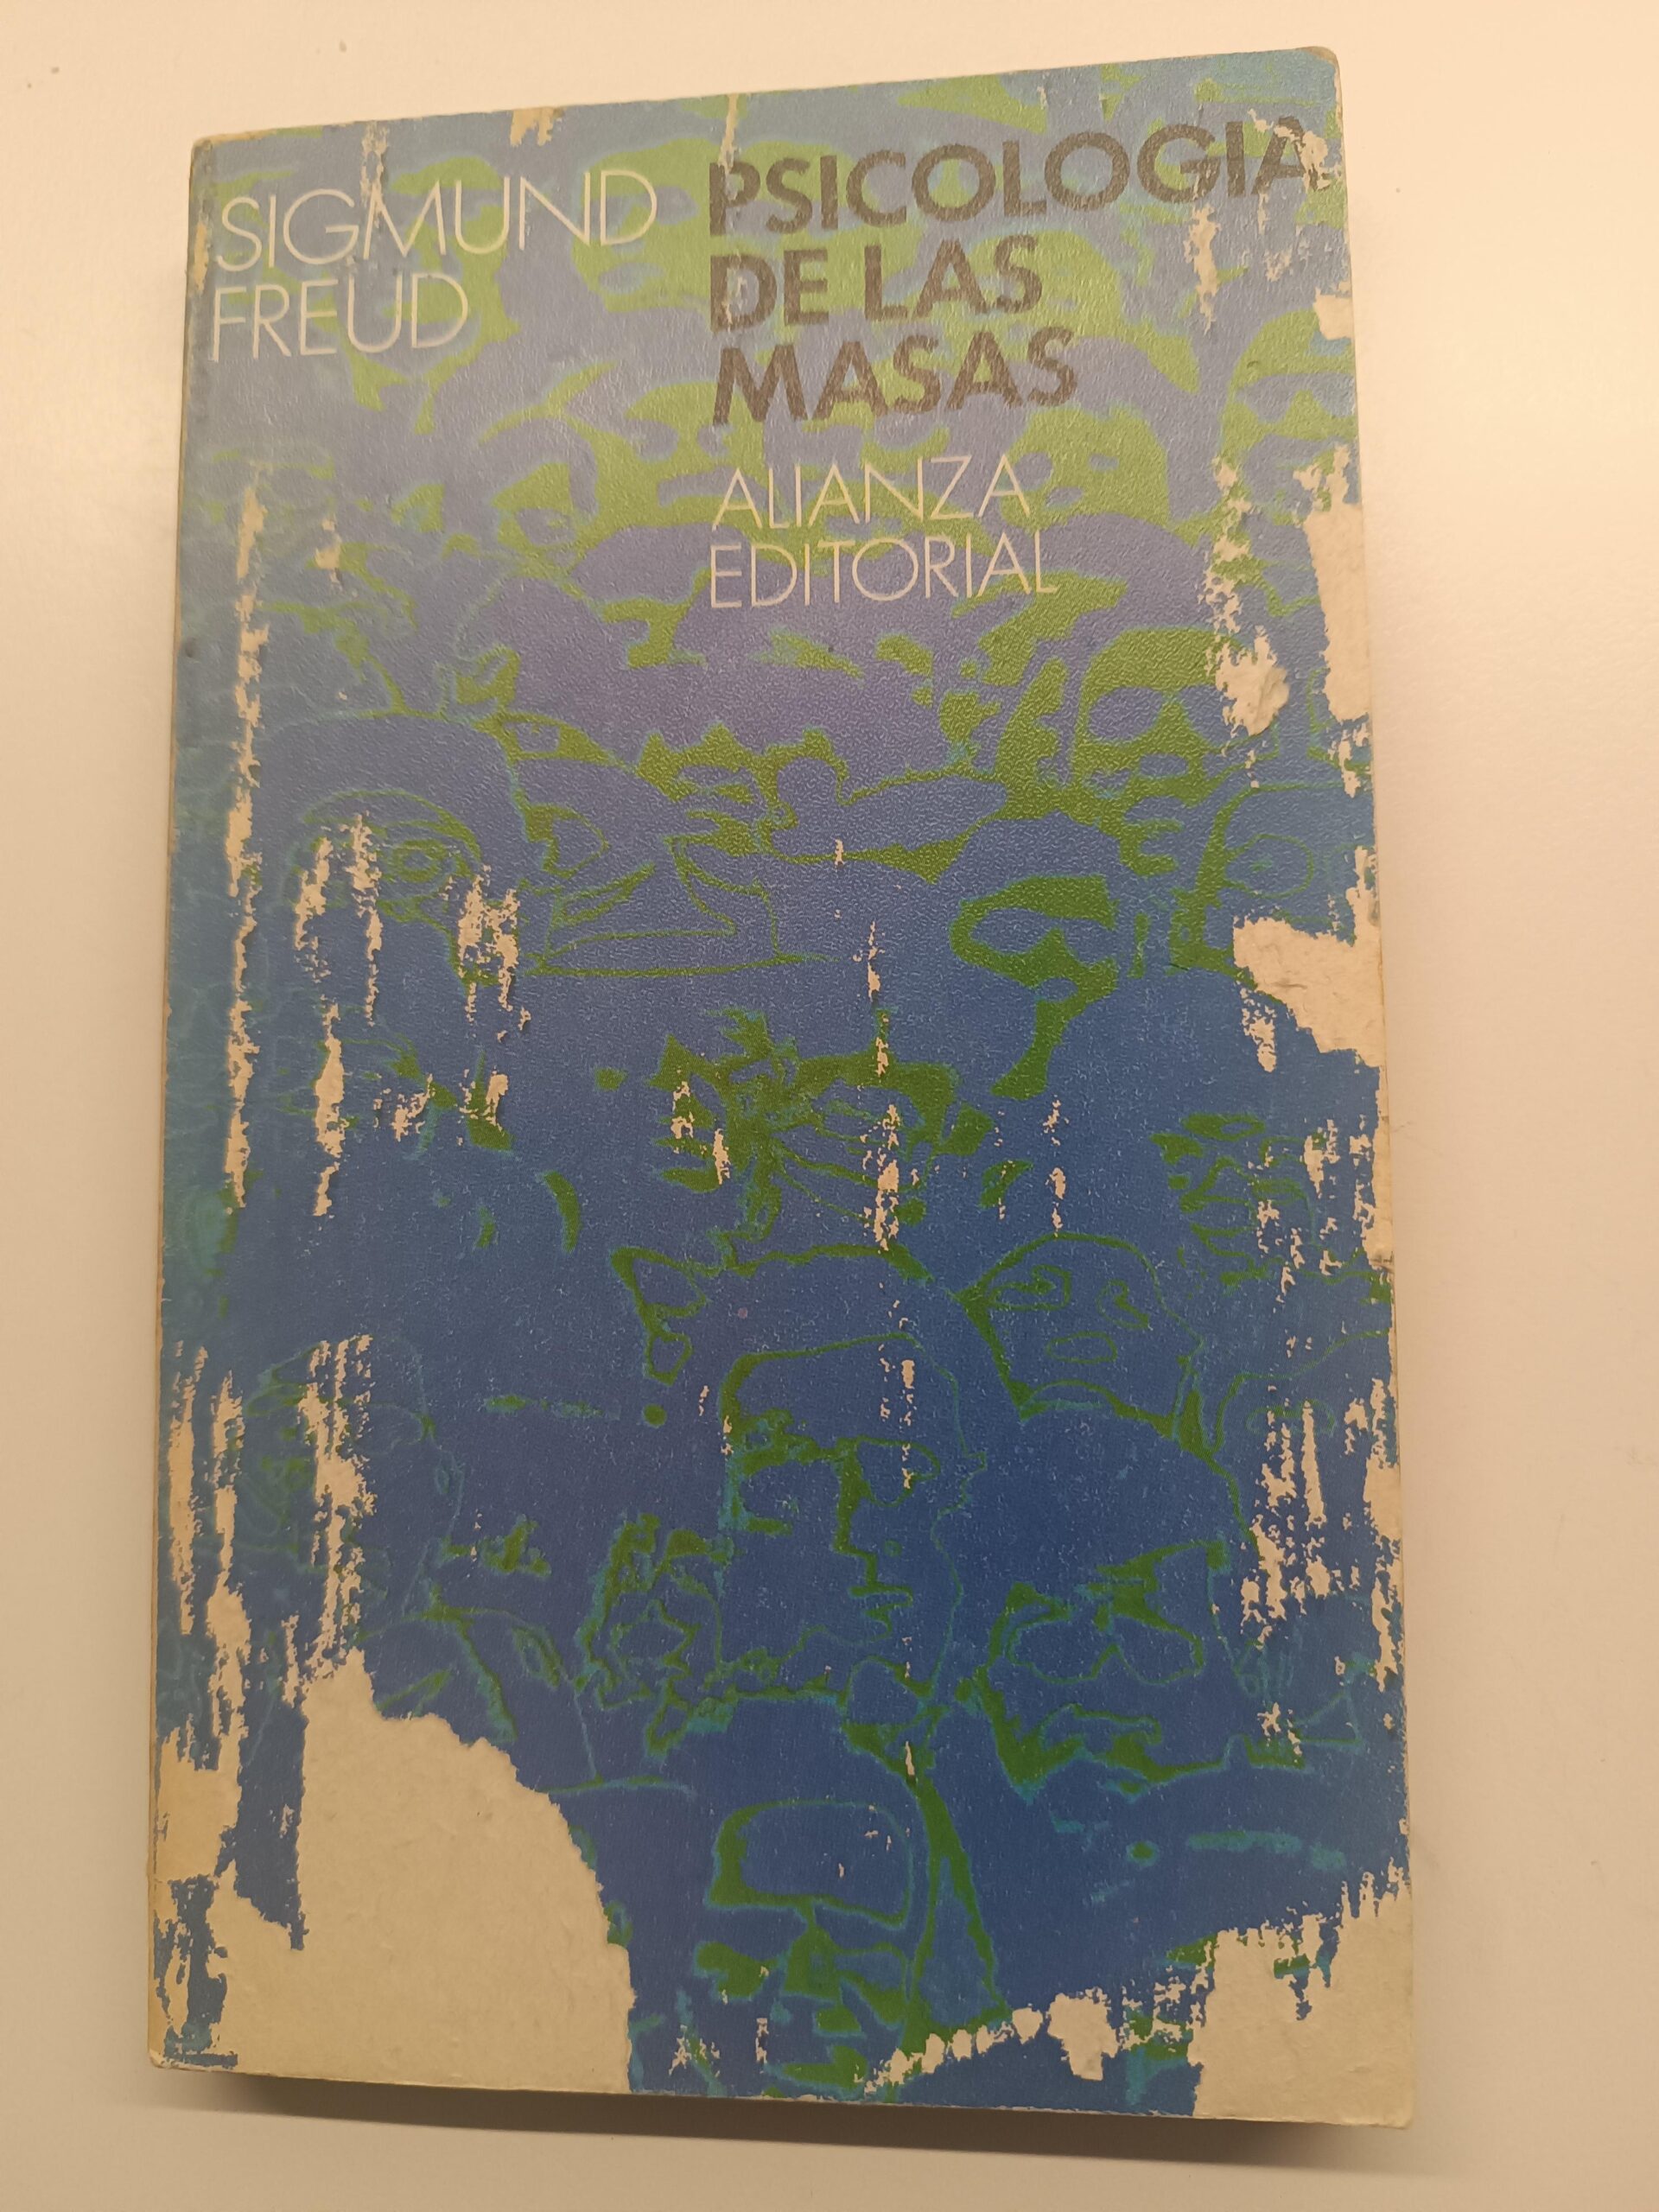 SIGMUND
FREUD
PSICOLOGIA
DE LAS
MASAS
ALIANZA
EDITORIAL